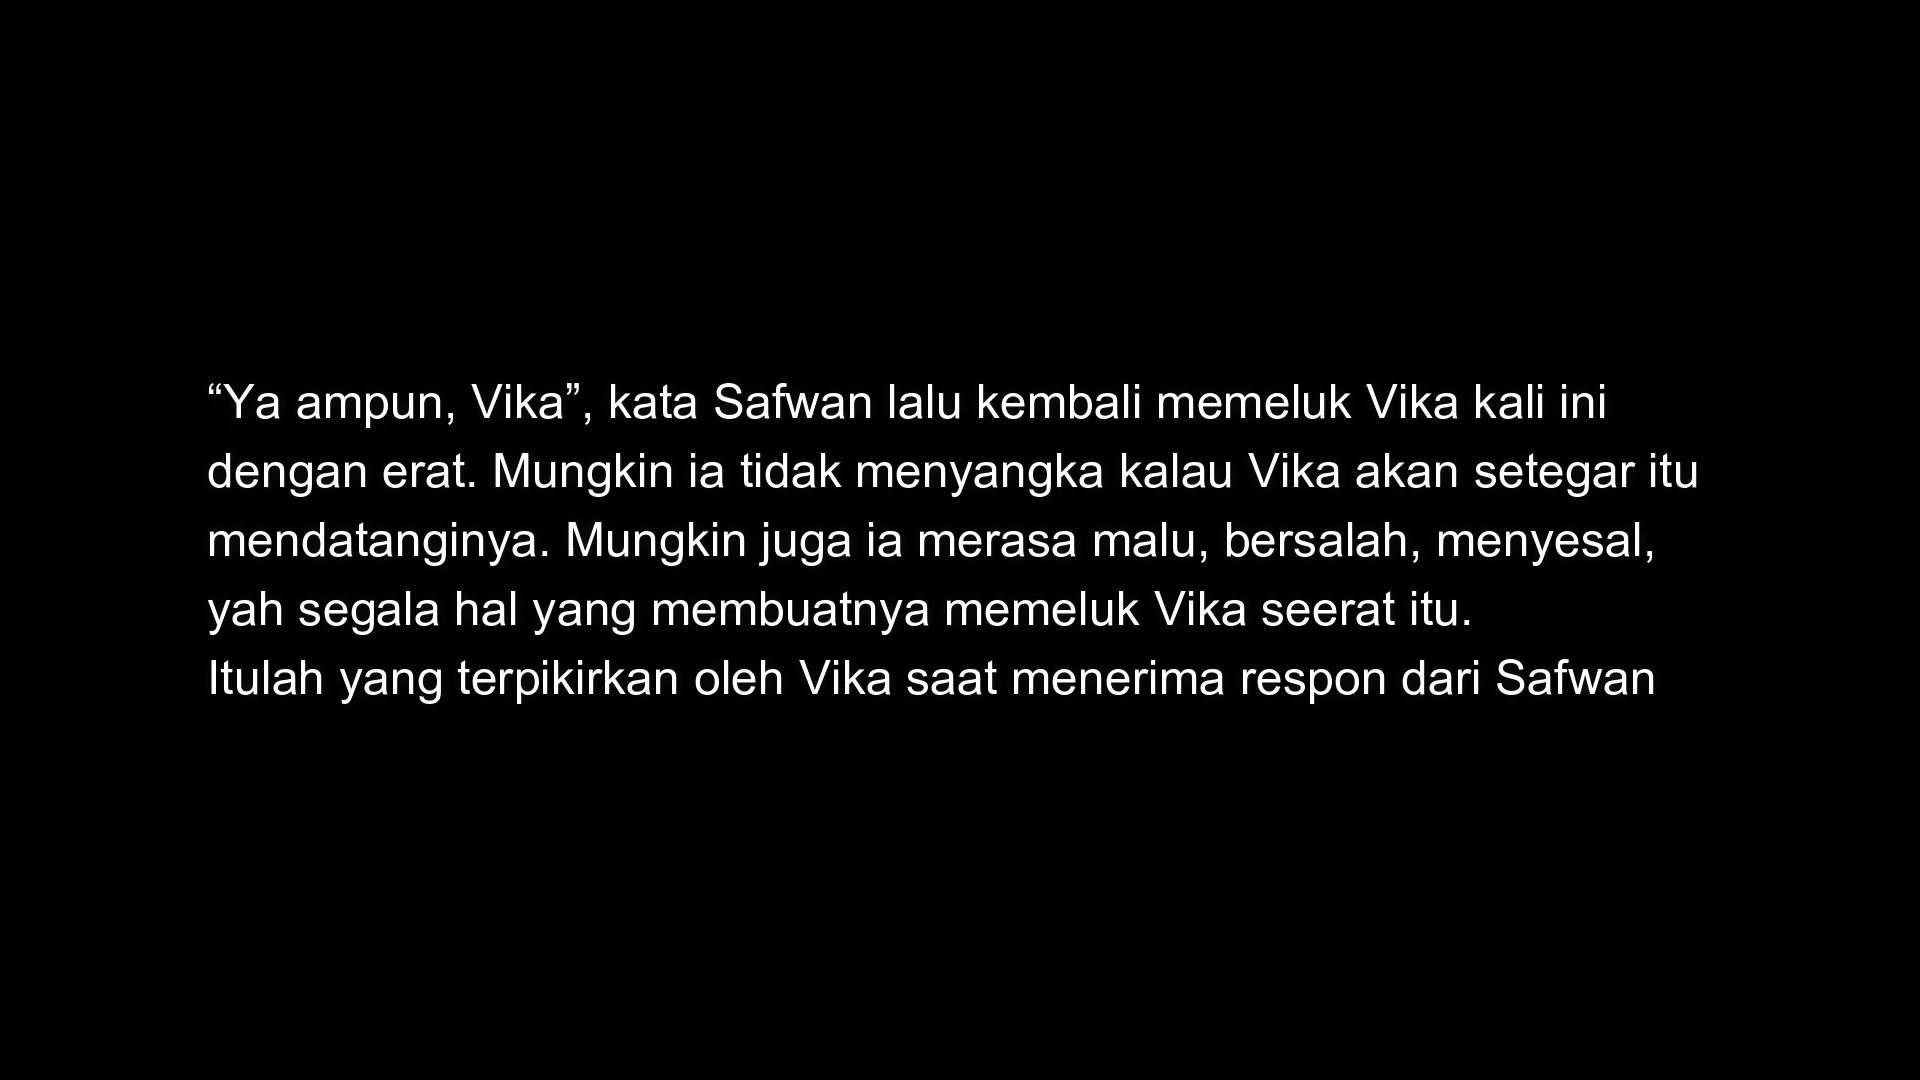 “Ya ampun, Vika”, kata Safwan lalu kembali memeluk Vika kali ini
dengan erat. Mungkin ia tidak menyangka kalau Vika akan setegar itu
mendatanginya. Mungkin juga ia merasa malu, bersalah, menyesal,
yah segala hal yang membuatnya memeluk Vika seerat itu.
Itulah yang terpikirkan oleh Vika saat menerima respon dari Safwan